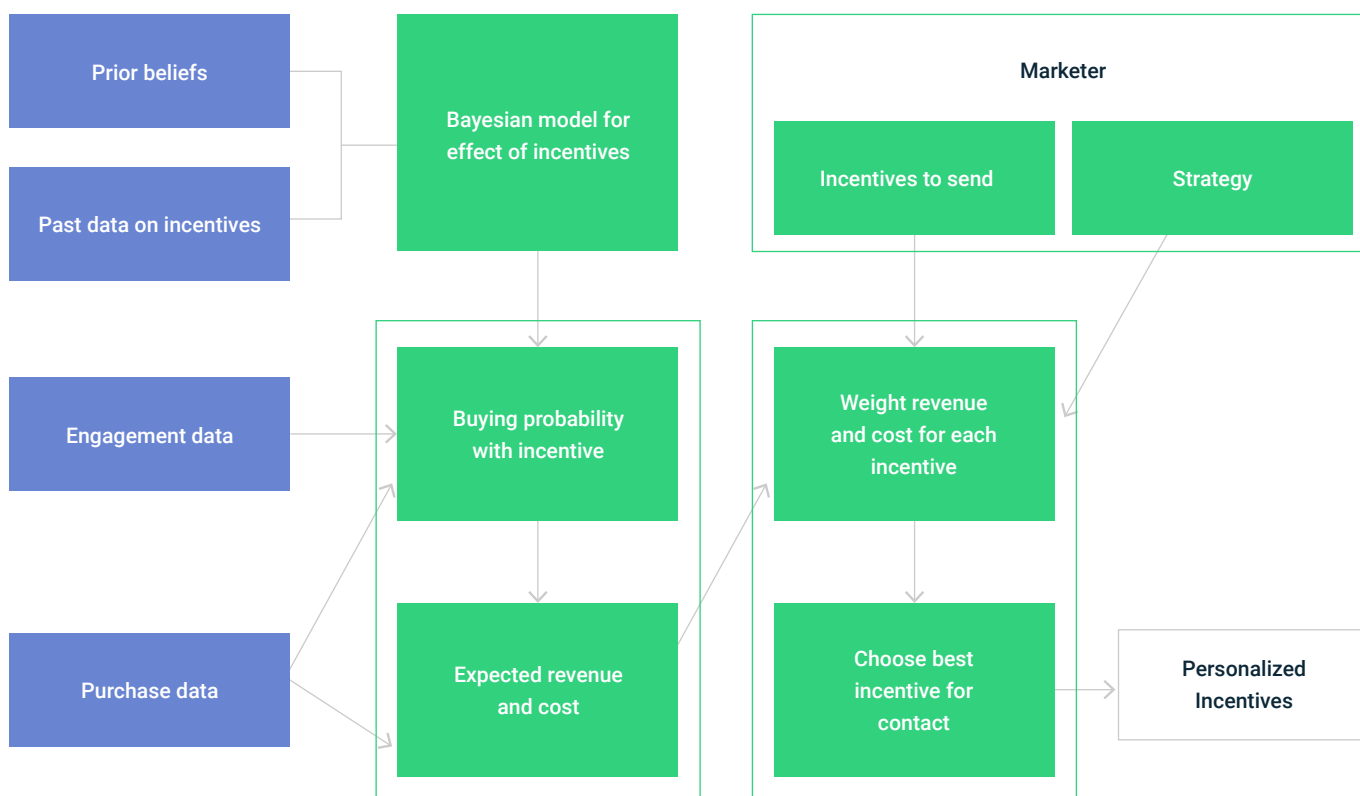 Prior beliefs
Past data on incentives
Bayesian model for
effect of incentives
Marketer
Incentives to send
Strategy
Engagement data
Buying probability
with incentive
Weight revenue
and cost for each
incentive
Purchase data
Expected revenue
and cost
Choose best
incentive for
contact
Personalized
Incentives